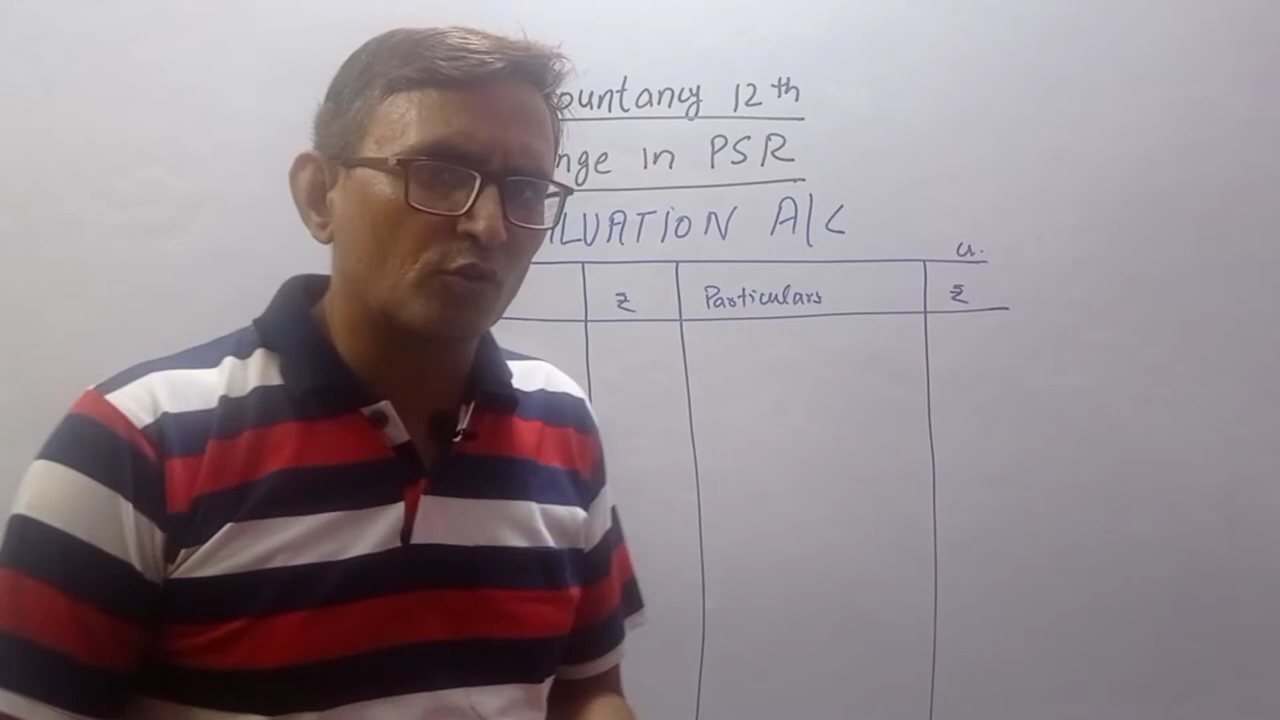 ountancy 12th
nge in PSR
LUATION A/C
Cr.
₹ Particulars ₹